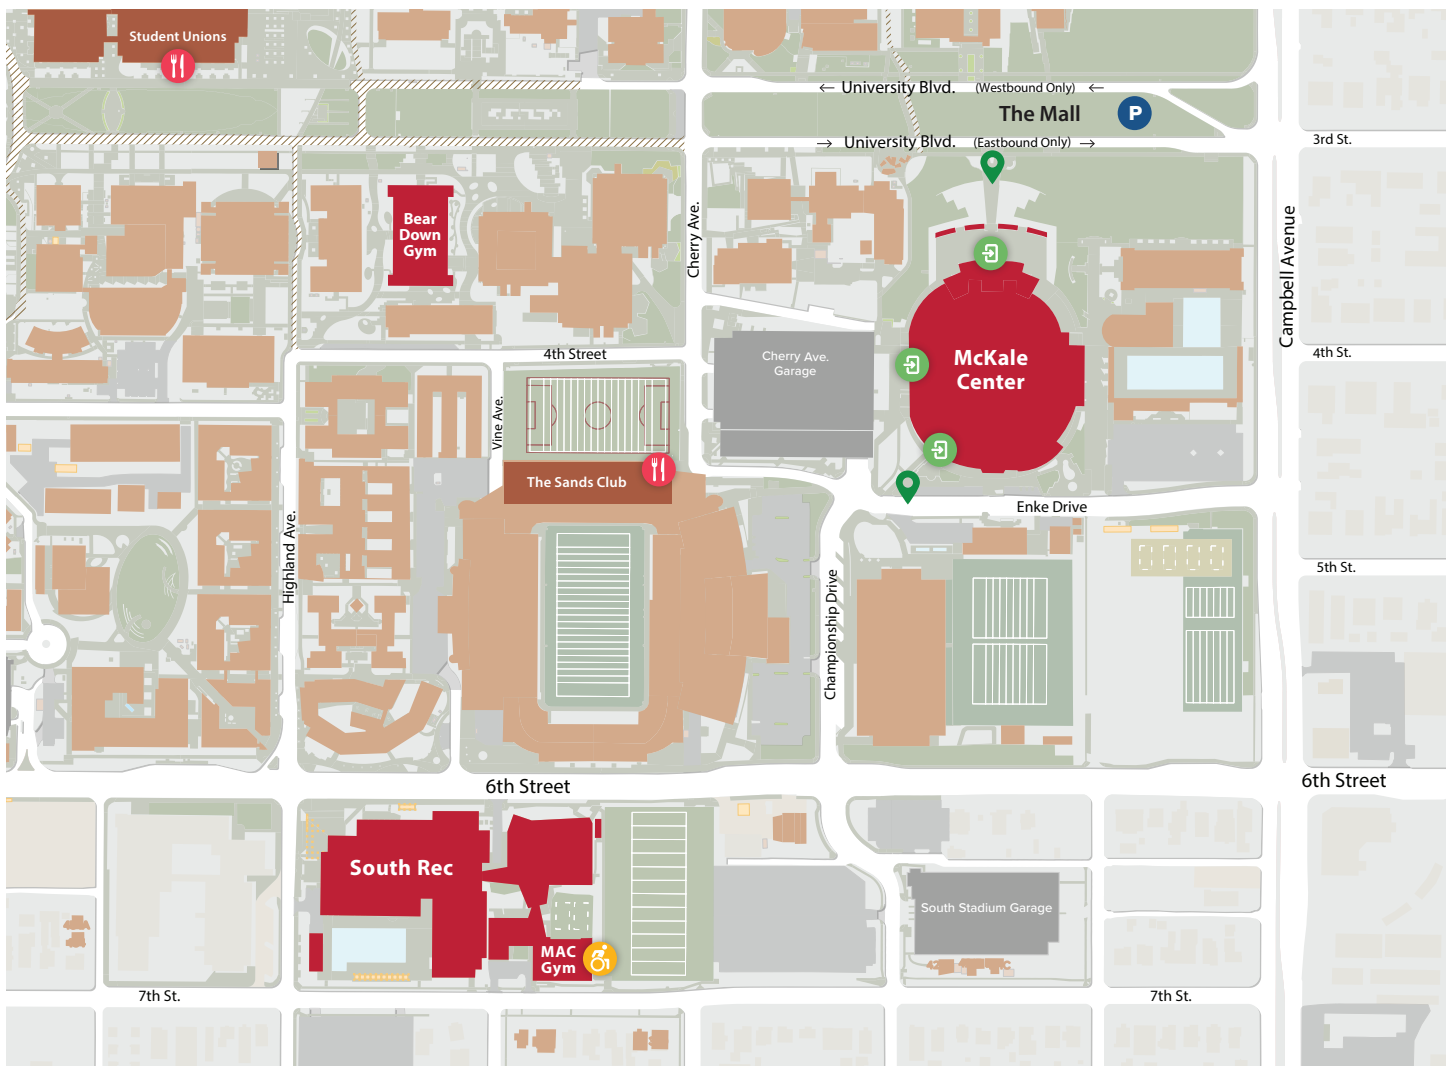 Student Unions
← University Blvd. (Westbound Only) ←
The Mall
P
→ University Blvd. (Eastbound Only) →
3rd St.
Bear
Down
Gym
Cherry Ave.
Campbell Avenue
4th Street
Cherry Ave.
Garage
McKale
Center
4th St.
Vine Ave.
The Sands Club
Enke Drive
Highland Ave.
5th St.
Championship Drive
6th Street
6th Street
South Rec
South Stadium Garage
MAC
Gym
7th St.
7th St.